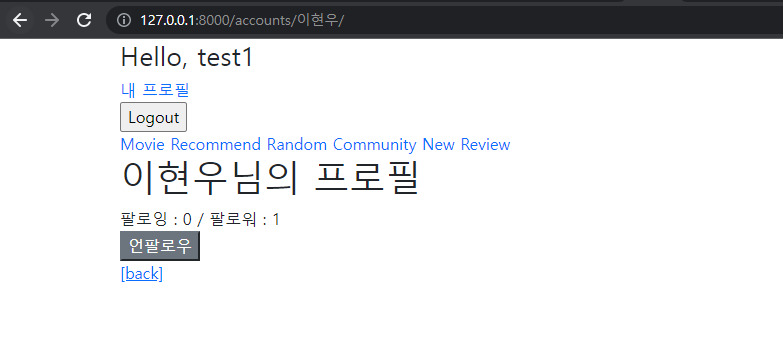 127.0.0.1:8000/accounts/이현우/
Hello, test1
내 프로필
Logout
Movie Recommend Random Community New Review
이현우님의 프로필
팔로잉 : 0 / 팔로워 : 1
언팔로우
[back]